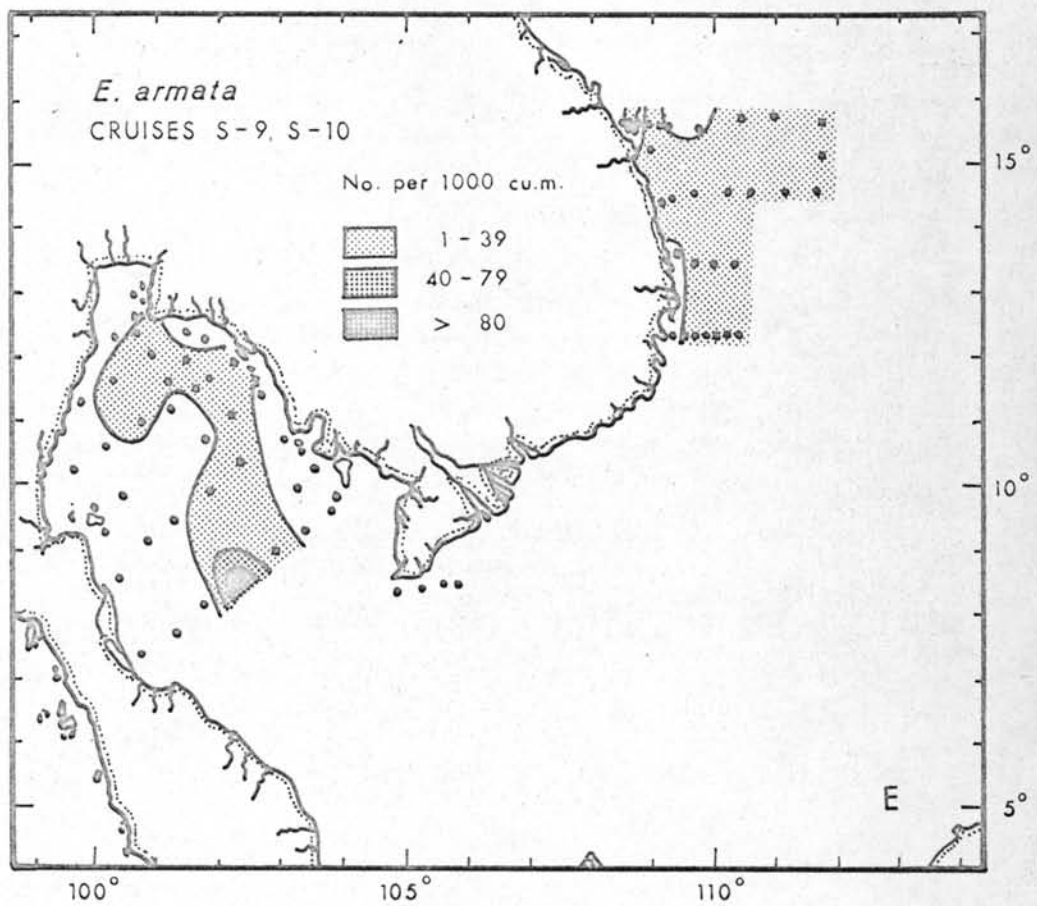 E. armata
CRUISES S-9, S-10
No. per 1000 cu.m.
1 - 39
40 - 79
> 80
15°
10°
5°
E
100°
105°
110°